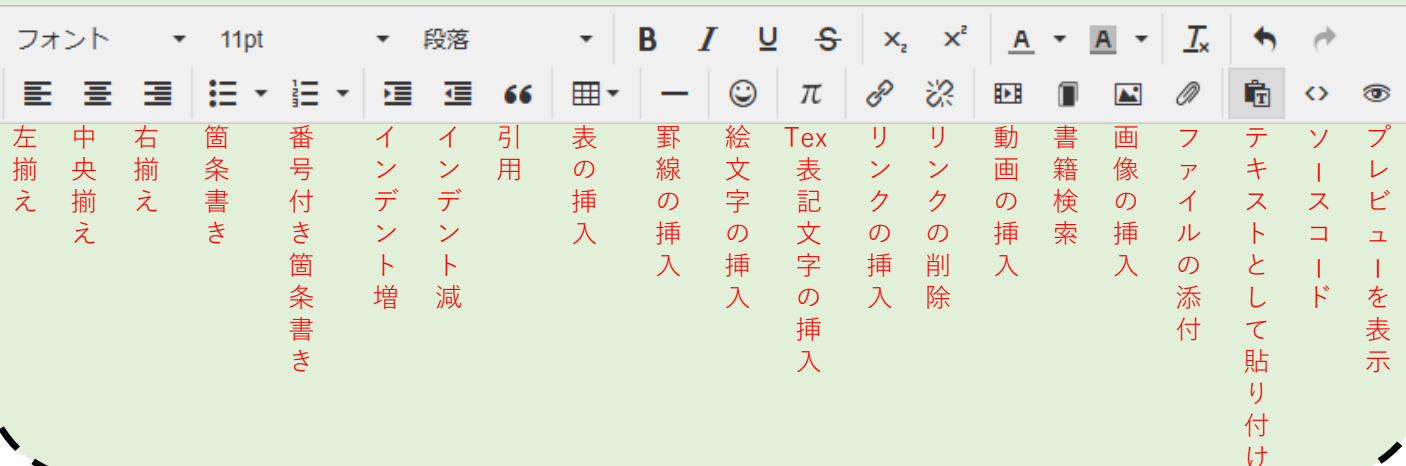 フォント 11pt 段落 B I U S X₂ X² A A Tx
π T
左揃え
中央揃え
右揃え
箇条書き
番号付き箇条書き
インデント増
インデント減
引用
表の挿入
罫線の挿入
絵文字の挿入
Tex表記文字の挿入
リンクの挿入
リンクの削除
動画の挿入
書籍検索
画像の挿入
ファイルの添付
テキストとして貼り付け
ソースコード
プレビューを表示